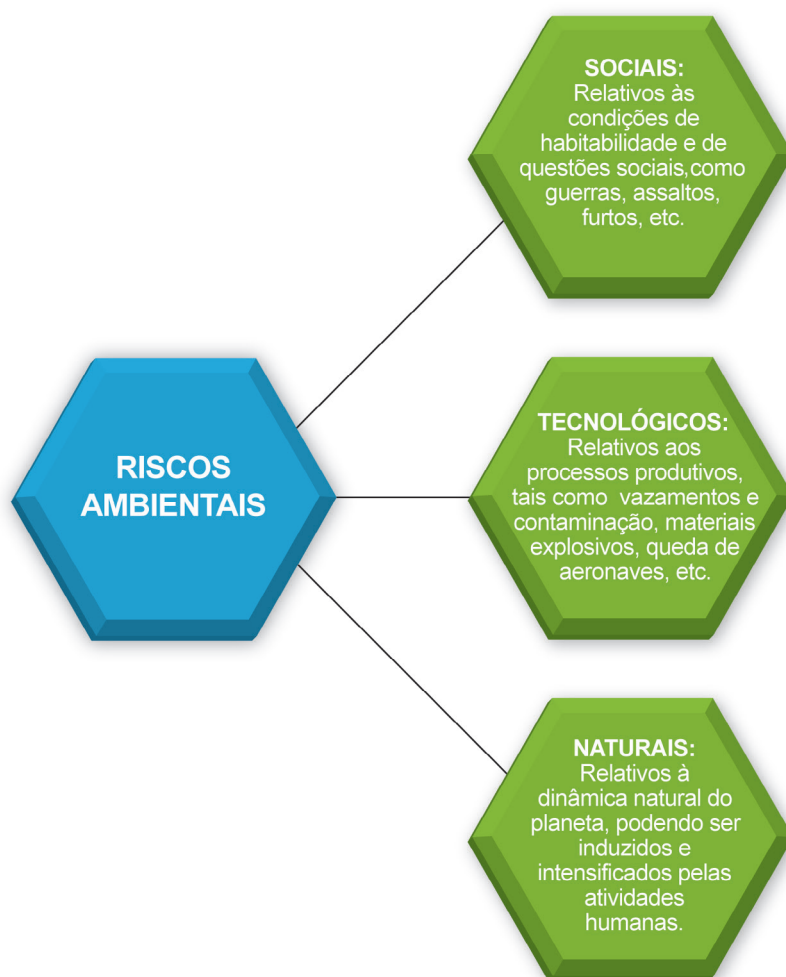 SOCIAIS:
Relativos às
condições de
habitabilidade e de
questões sociais,como
guerras, assaltos,
furtos, etc.
RISCOS
AMBIENTAIS
TECNOLÓGICOS:
Relativos aos
processos produtivos,
tais como  vazamentos e
contaminação, materiais
explosivos, queda de
aeronaves, etc.
NATURAIS:
Relativos à
dinâmica natural do
planeta, podendo ser
induzidos e
intensificados pelas
atividades
humanas.